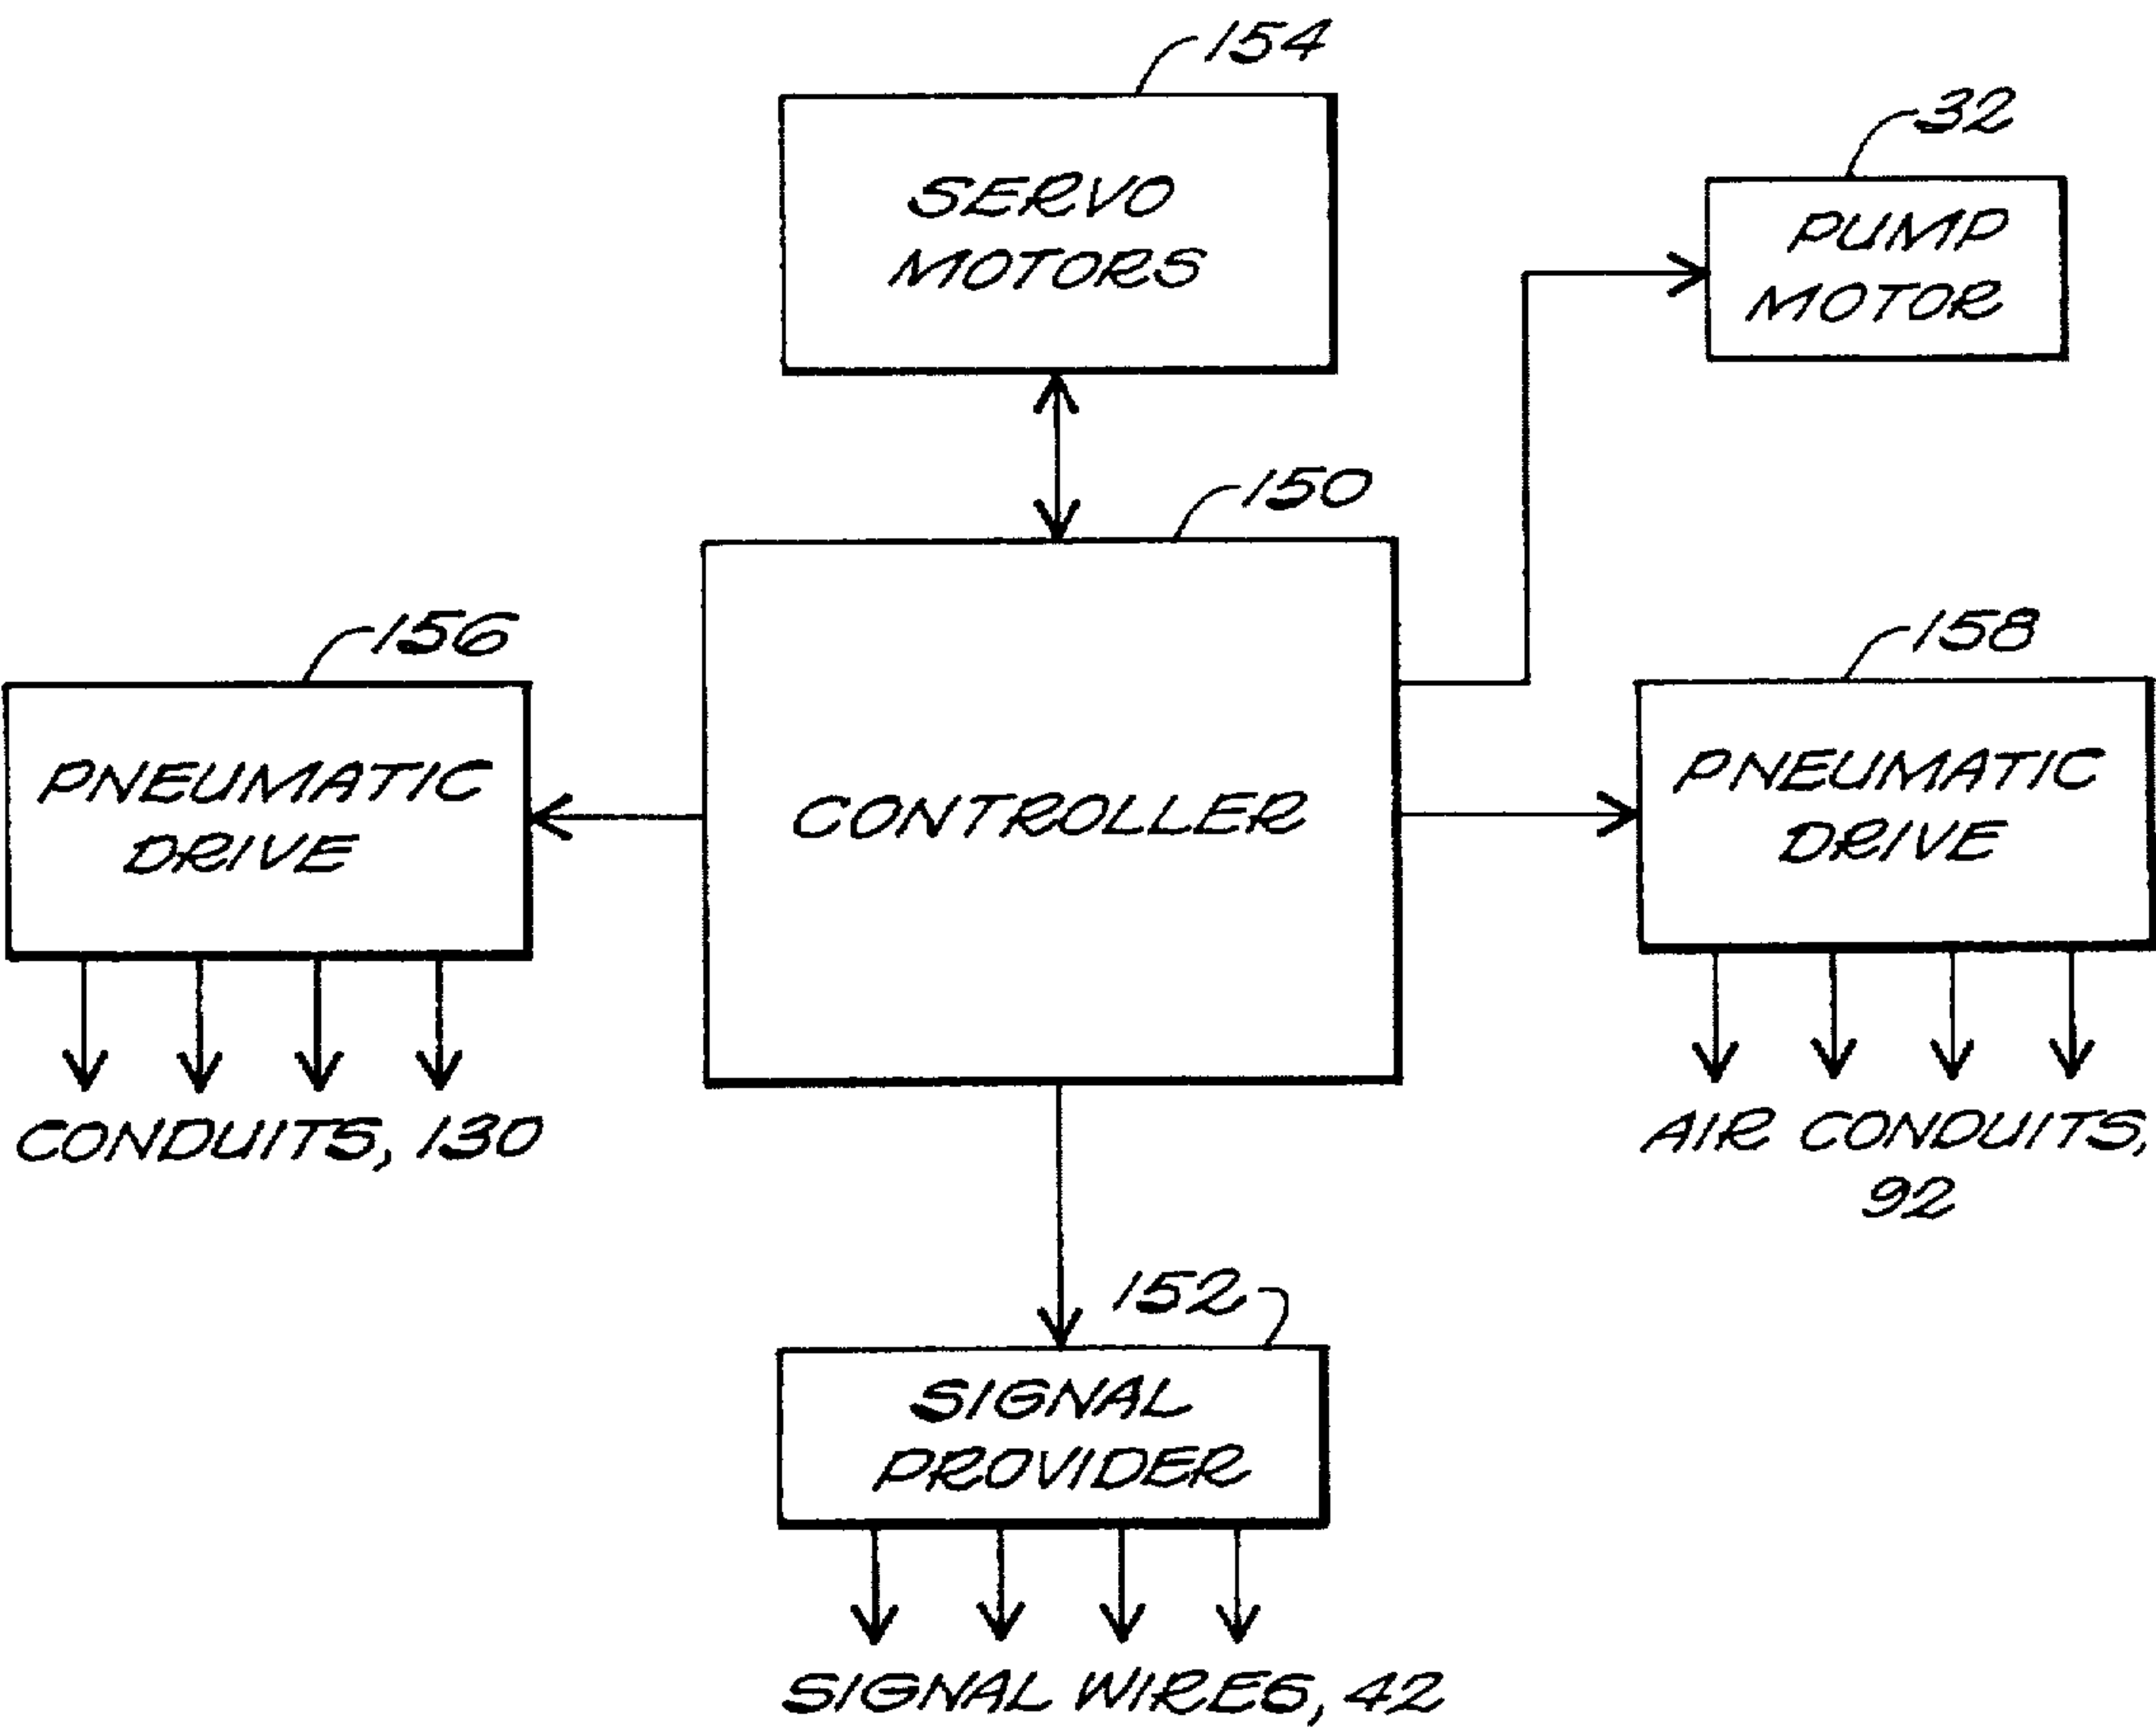 154
SERVO
MOTORS
32
PUMP
MOTOR
150
CONTROLLER
156
PNEUMATIC
DRIVE
158
PNEUMATIC
DRIVE
CONDUITS, 130
AIR CONDUITS,
92
152
SIGNAL
PROVIDER
SIGNAL WIRES, 42